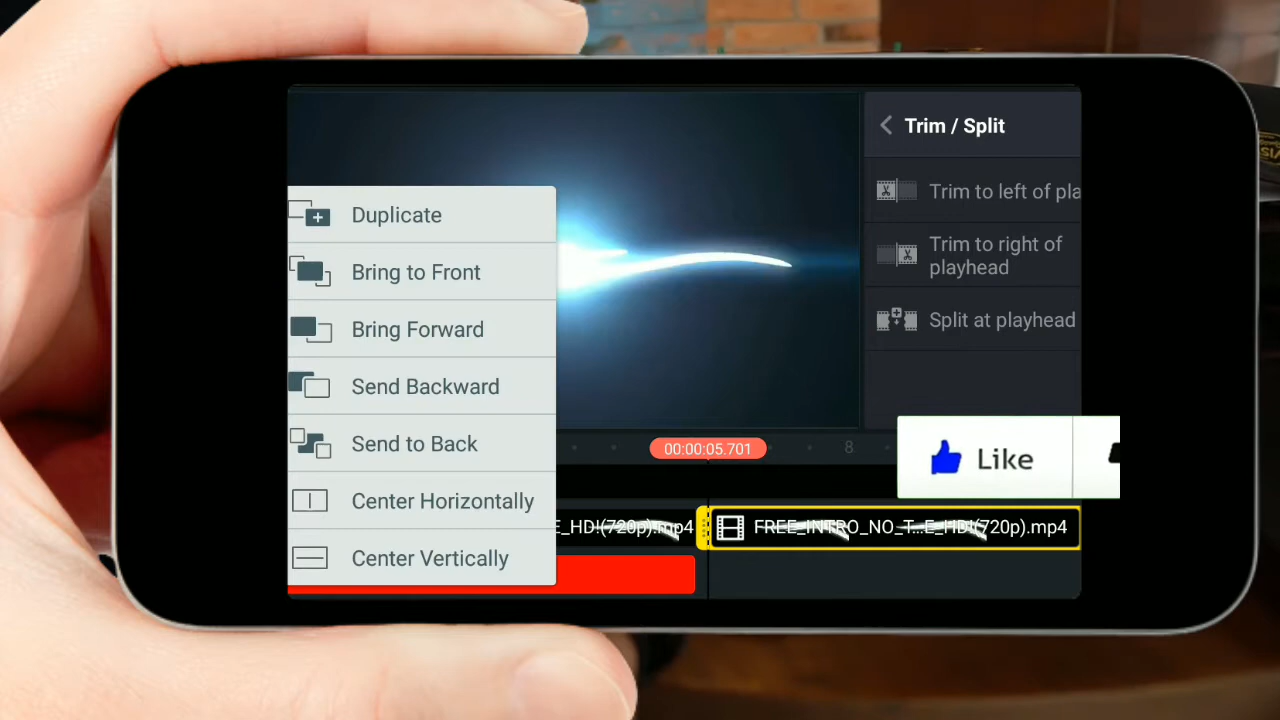 Trim / Split
Trim to left of pla
Trim to right of
playhead
Split at playhead
Duplicate
Bring to Front
Bring Forward
Send Backward
Send to Back
Center Horizontally
Center Vertically
00:00:05.701
8
Like
E_HD!(720p).mp4
FREE_INTRO_NO_T...E_HD!(720p).mp4